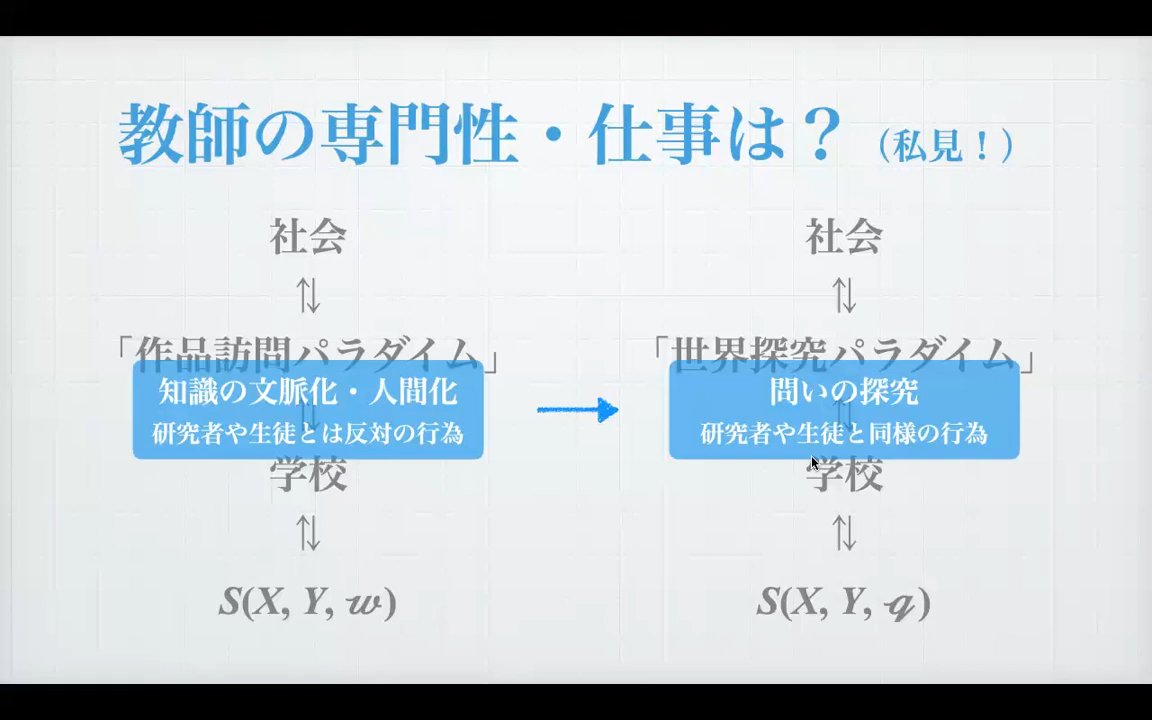 教師の専門性・仕事は？（私見！）
社会
⇅
「作品訪問パラダイム」
知識の文脈化・人間化
研究者や生徒とは反対の行為
学校
⇅
S(X, Y, w)
社会
⇅
「世界探究パラダイム」
問いの探究
研究者や生徒と同様の行為
学校
⇅
S(X, Y, q)